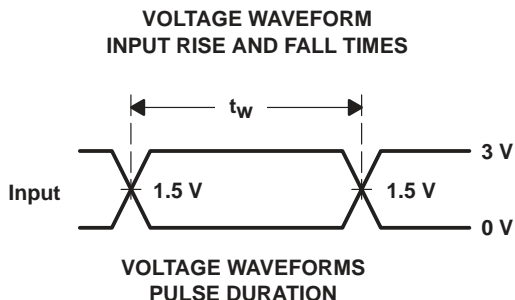 VOLTAGE WAVEFORM
INPUT RISE AND FALL TIMES
tw
3 V
Input
1.5 V
1.5 V
0 V
VOLTAGE WAVEFORMS
PULSE DURATION